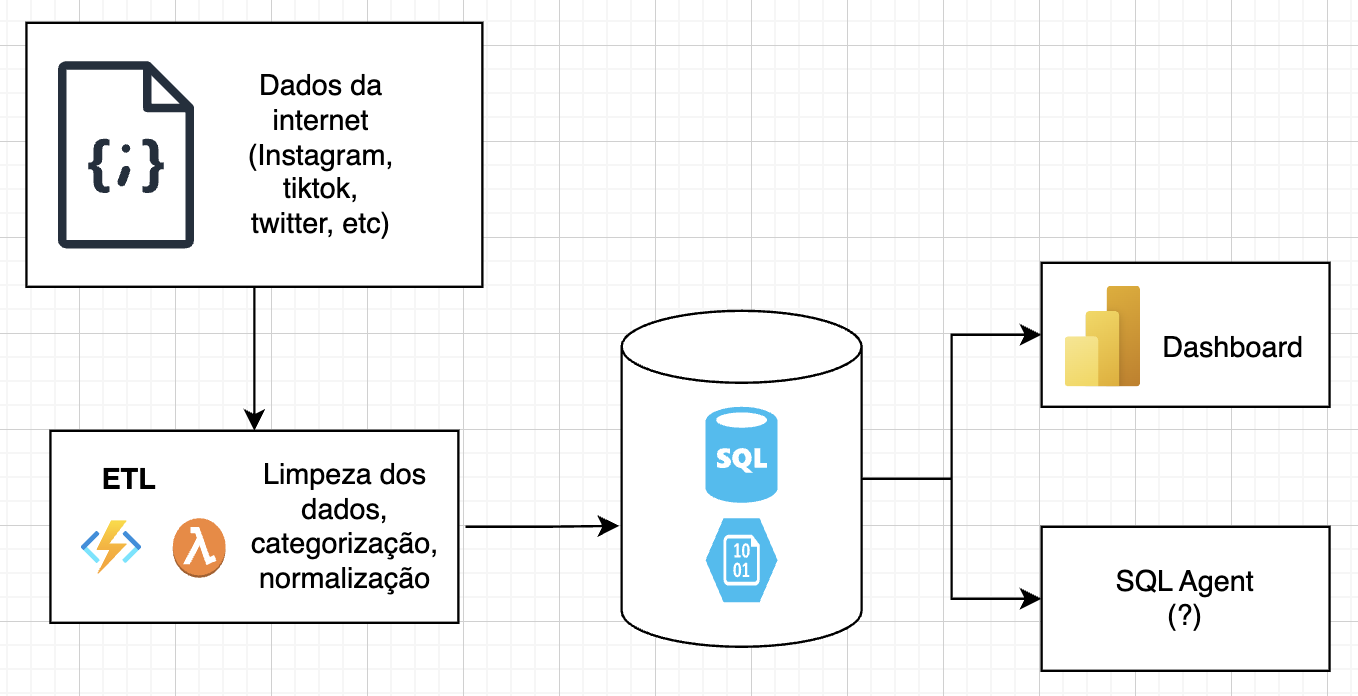 {;}
Dados da
internet
(Instagram,
tiktok,
twitter, etc)
ETL
λ
Limpeza dos
dados,
categorização,
normalização
SQL
10
01
Dashboard
SQL Agent
(?)